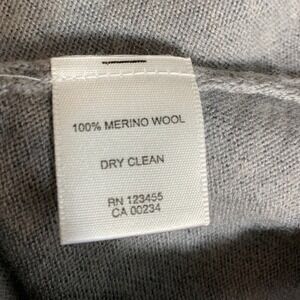 100% MERINO WOOL
DRY CLEAN
RN 123455
CA 00234